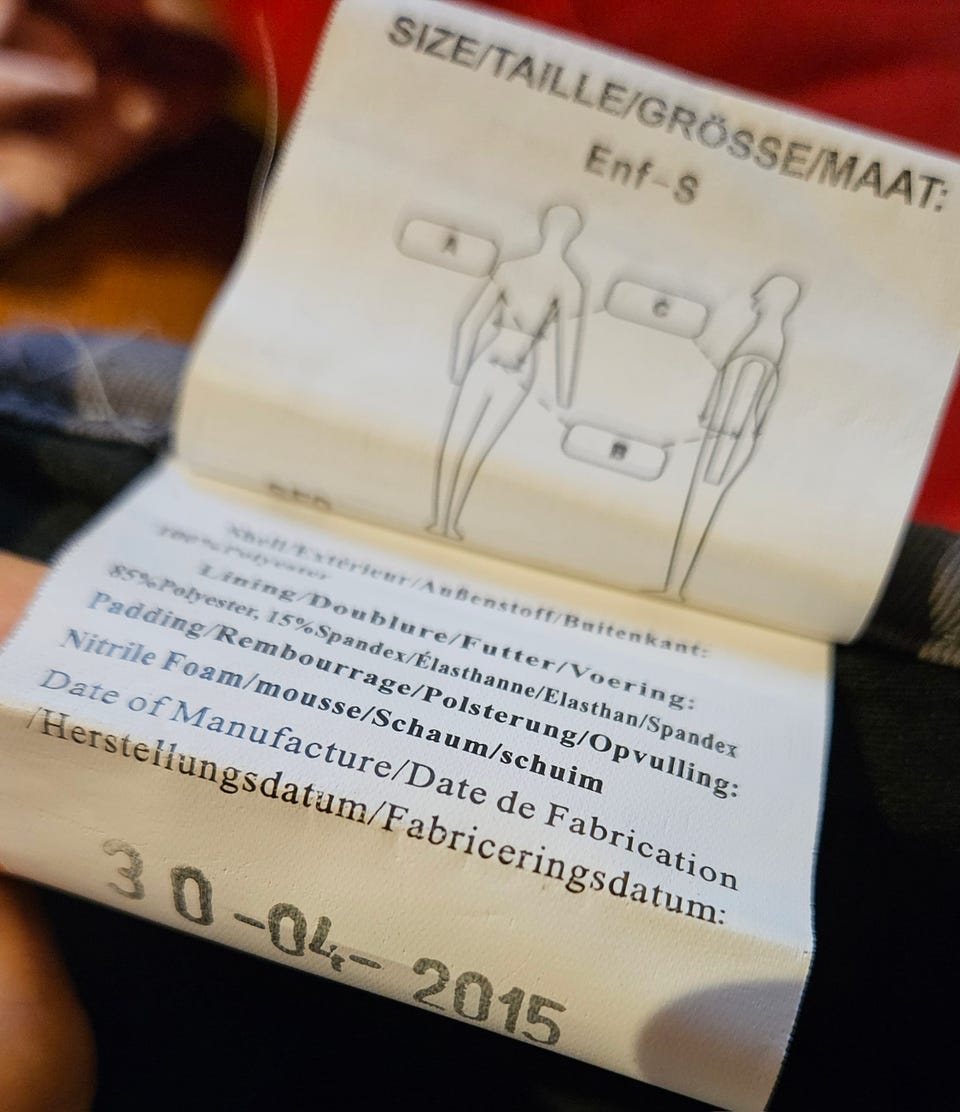 SIZE/TAILLE/GRÖSSE/MAAT:
Enf-S
A
C
B
Shell/Extérieur/Außenstoff/Buitenkant:
100%Polyester
Lining/Doublure/Futter/Voering:
85%Polyester, 15%Spandex/Élasthanne/Elasthan/Spandex
Padding/Rembourrage/Polsterung/Opvulling:
Nitrile Foam/mousse/Schaum/schuim
Date of Manufacture/Date de Fabrication
/Herstellungsdatum/Fabriceringsdatum:
30-04-2015